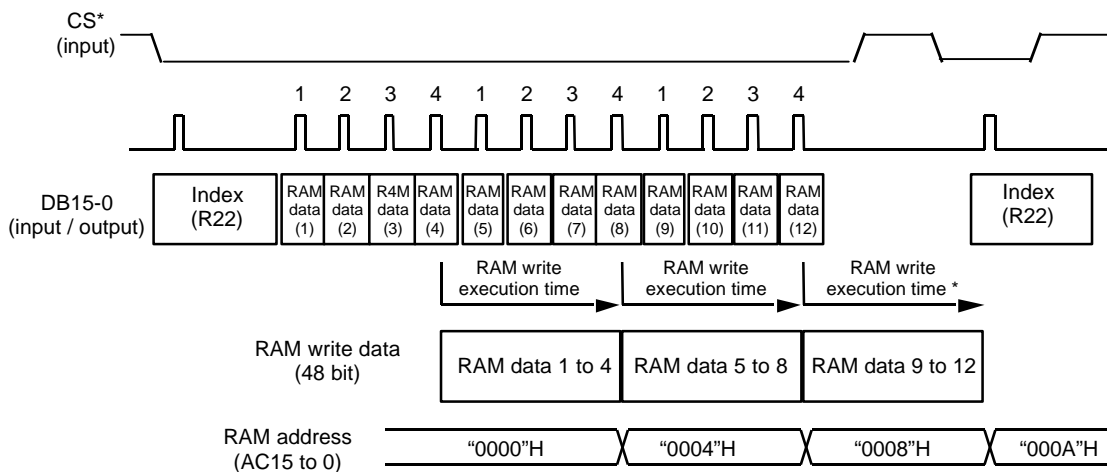 CS*
(input)
1 2 3 4 1 2 3 4 1 2 3 4
DB15-0
(input / output)
Index
(R22)
RAM
data
(1)
RAM
data
(2)
R4M
data
(3)
RAM
data
(4)
RAM
data
(5)
RAM
data
(6)
RAM
data
(7)
RAM
data
(8)
RAM
data
(9)
RAM
data
(10)
RAM
data
(11)
RAM
data
(12)
Index
(R22)
RAM write
execution time
RAM write
execution time
RAM write
execution time *
RAM write data
(48 bit)
RAM data 1 to 4
RAM data 5 to 8
RAM data 9 to 12
RAM address
(AC15 to 0)
“0000”H
“0004”H
“0008”H
“000A”H